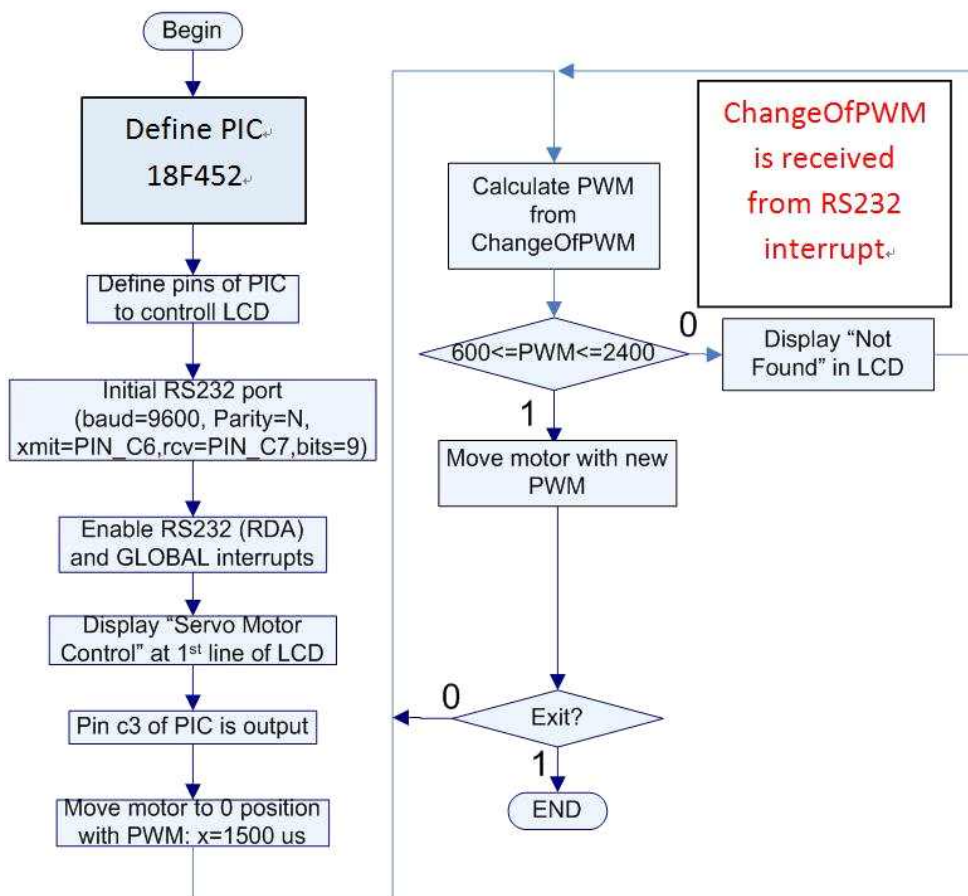 Begin
Define PIC
18F452
Define pins of PIC
to controll LCD
Initial RS232 port
(baud=9600, Parity=N,
xmit=PIN_C6,rcv=PIN_C7,bits=9)
Enable RS232 (RDA)
and GLOBAL interrupts
Display “Servo Motor
Control” at 1st line of LCD
Pin c3 of PIC is output
Move motor to 0 position
with PWM: x=1500 us
Calculate PWM
from
ChangeOfPWM
600<=PWM<=2400
0
Display “Not
Found” in LCD
1
Move motor with new
PWM
Exit?
0
1
END
ChangeOfPWM
is received
from RS232
interrupt